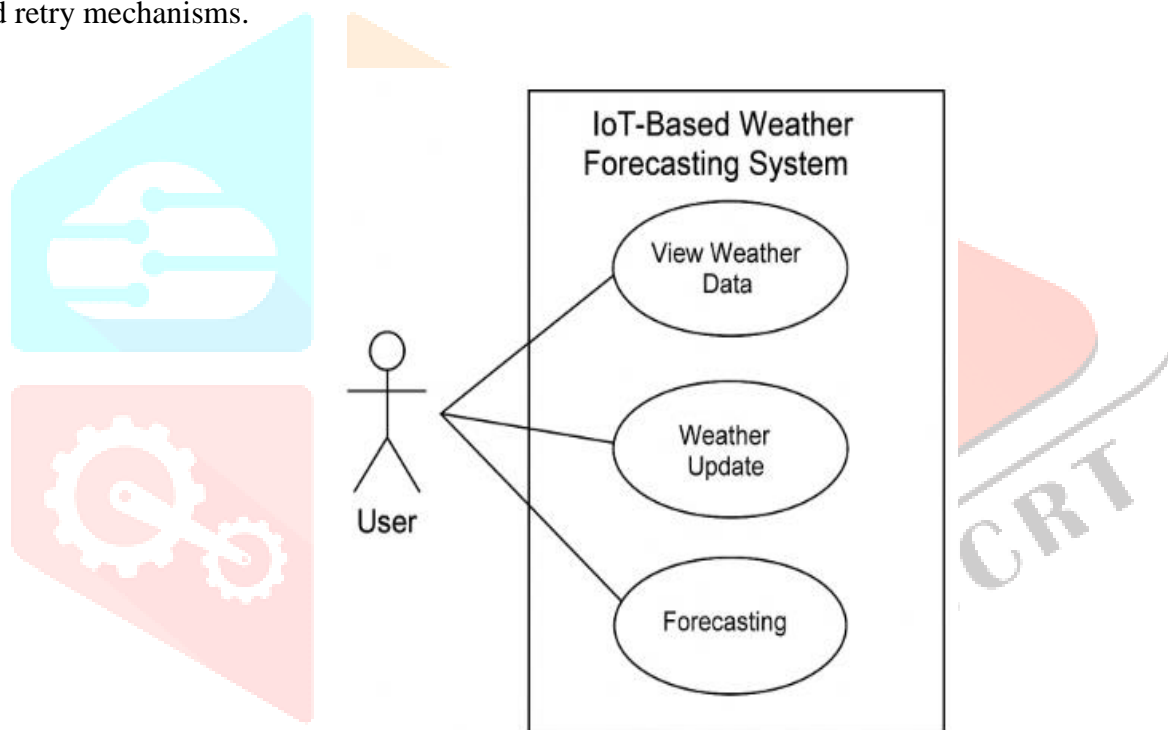 retry mechanisms.
IoT-Based Weather
Forecasting System
View Weather
Data
Weather
Update
Forecasting
User
CRT